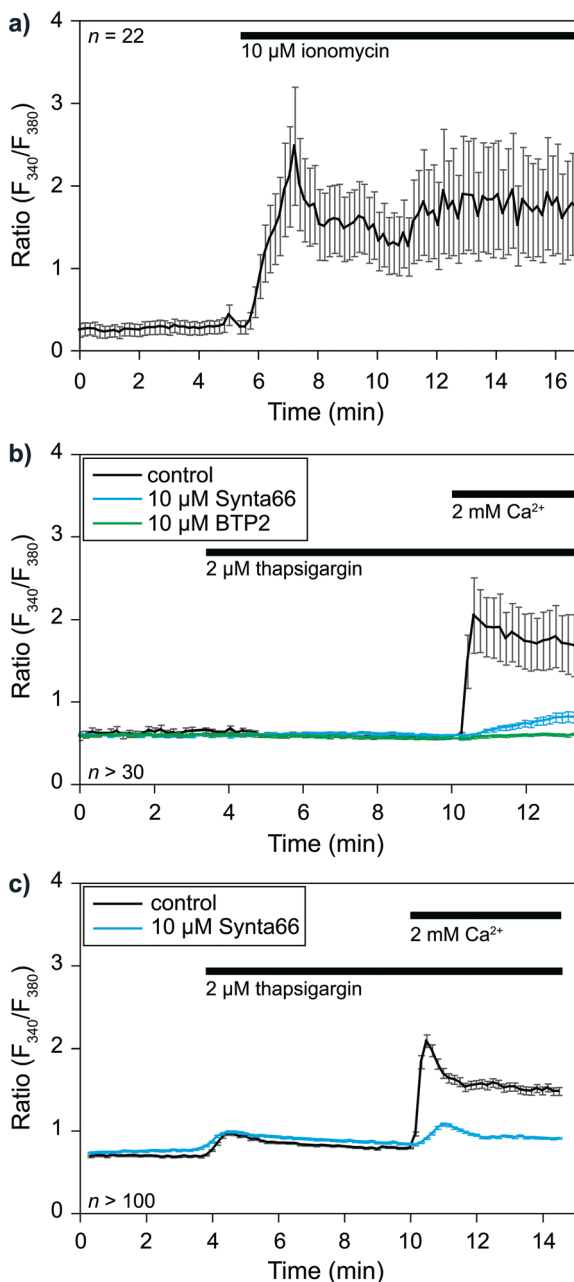 a)
n = 22
10 µM ionomycin
Ratio (F340/F380)
4
3
2
1
0
0 2 4 6 8 10 12 14 16
Time (min)
b)
control
10 µM Synta66
10 µM BTP2
2 mM Ca²⁺
2 µM thapsigargin
Ratio (F340/F380)
4
3
2
1
0
n > 30
0 2 4 6 8 10 12
Time (min)
c)
control
10 µM Synta66
2 mM Ca²⁺
2 µM thapsigargin
Ratio (F340/F380)
4
3
2
1
0
n > 100
0 2 4 6 8 10 12 14
Time (min)